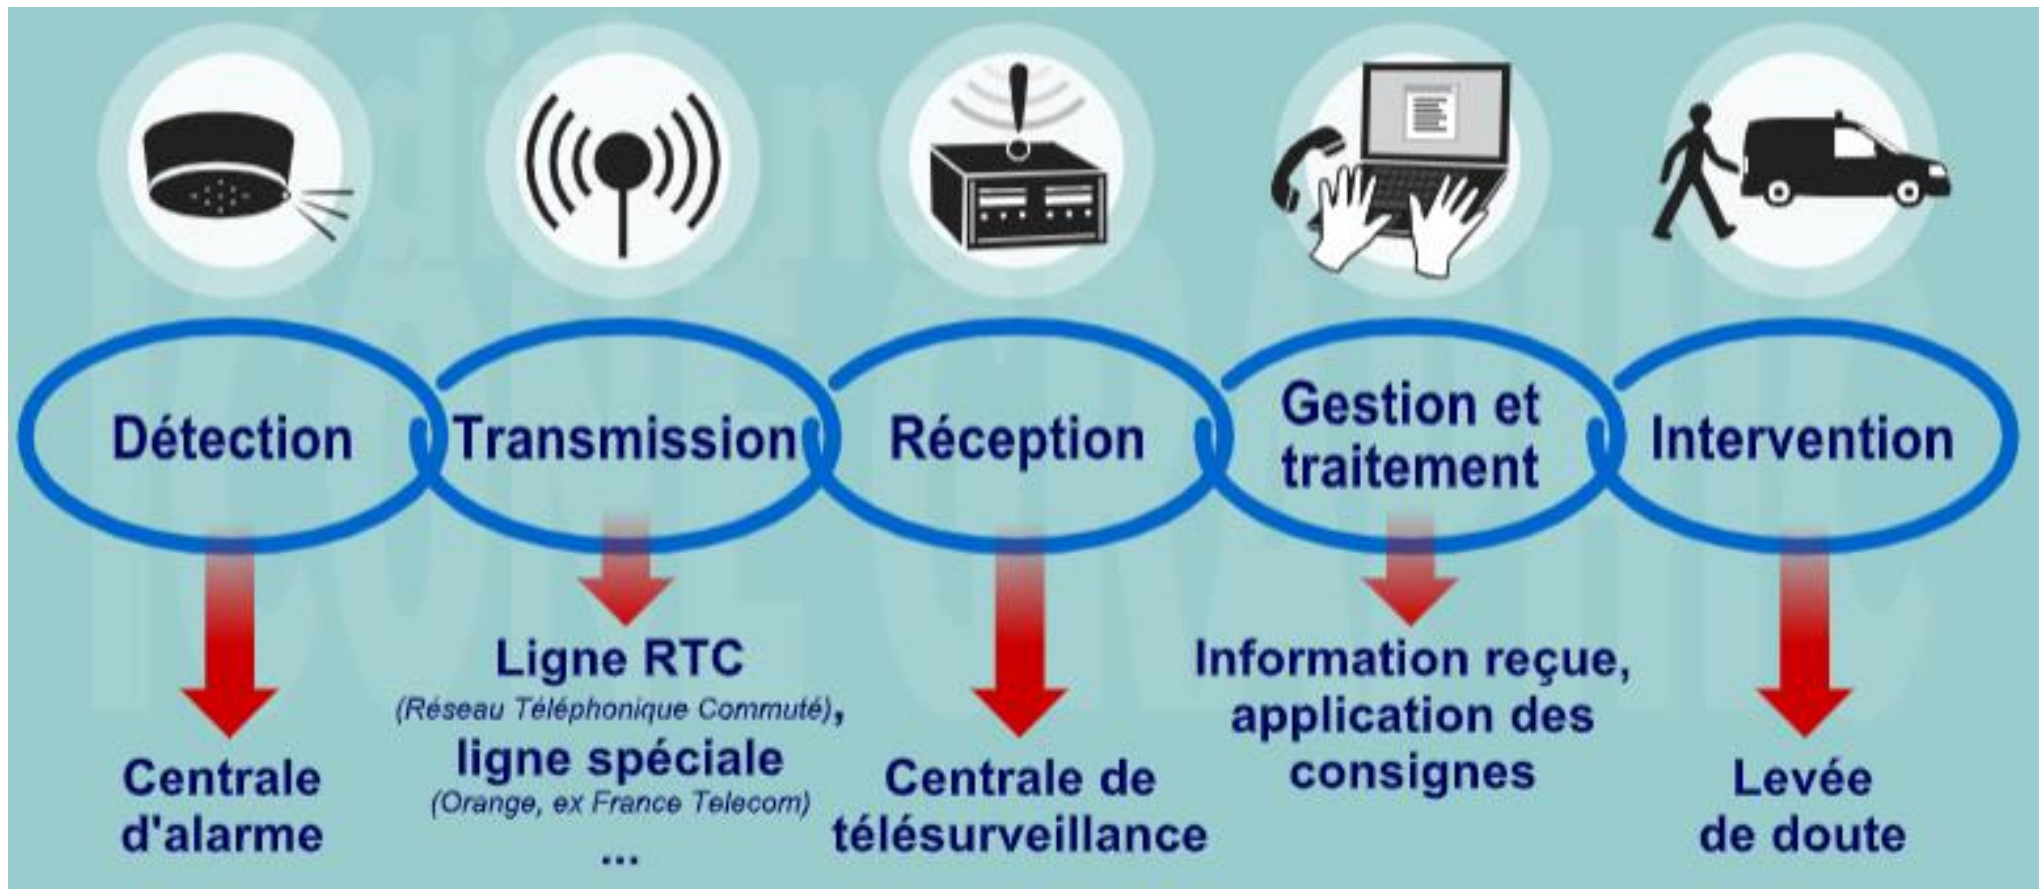 Détection
Transmission
Réception
Gestion et
traitement
Intervention
Centrale
d'alarme
Ligne RTC
(Réseau Téléphonique Commuté),
ligne spéciale
(Orange, ex France Telecom)
...
Centrale de
télésurveillance
Information reçue,
application des
consignes
Levée
de doute